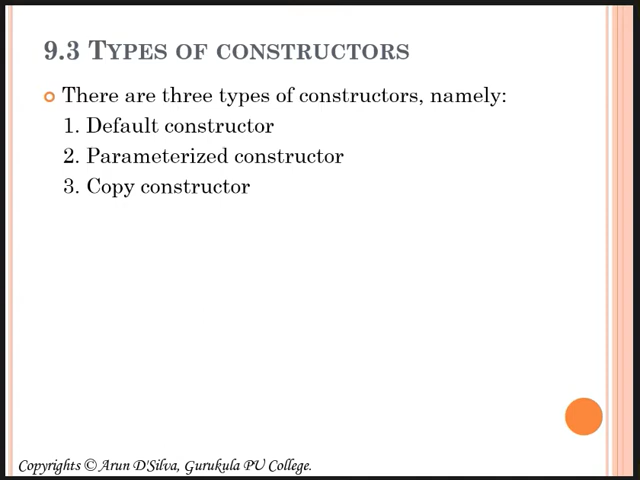 9.3 TYPES OF CONSTRUCTORS
There are three types of constructors, namely:
1. Default constructor
2. Parameterized constructor
3. Copy constructor
Copyrights © Arun D'Silva, Gurukula PU College.